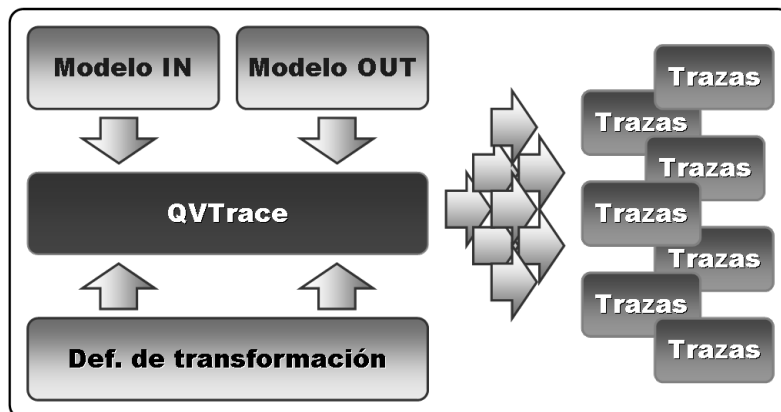 Modelo IN
Modelo OUT
QVTrace
Def. de transformación
Trazas
Trazas
Trazas
Trazas
Trazas
Trazas
Trazas